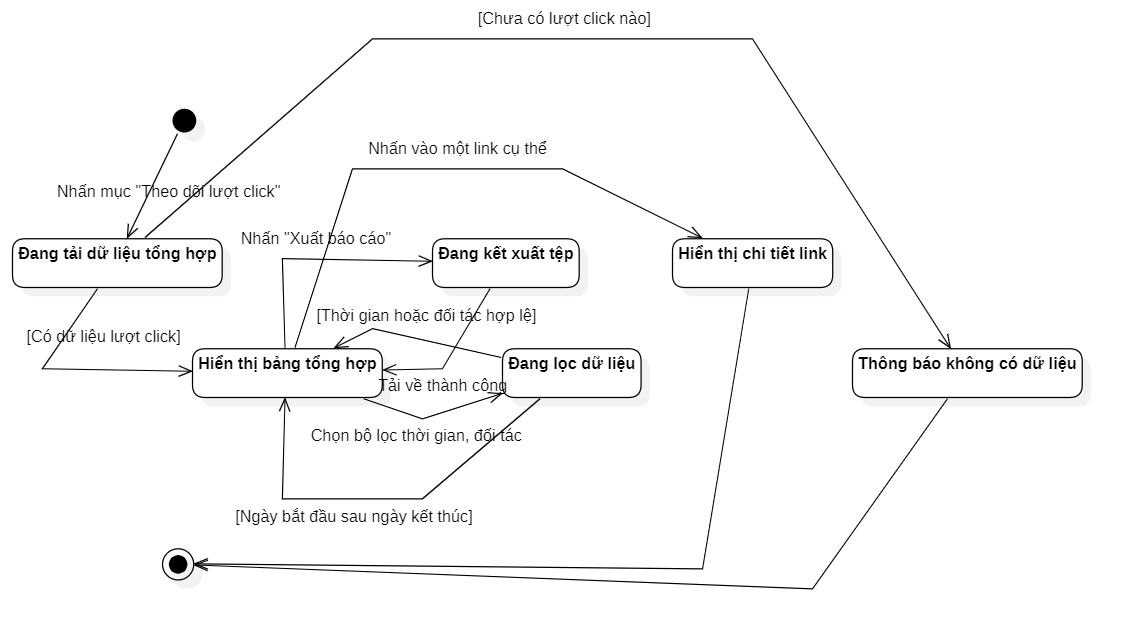 [Chưa có lượt click nào]
Nhấn vào một link cụ thể
Nhấn mục "Theo dõi lượt click"
Nhấn "Xuất báo cáo"
Đang tải dữ liệu tổng hợp
Đang kết xuất tệp
Hiển thị chi tiết link
[Thời gian hoặc đối tác hợp lệ]
[Có dữ liệu lượt click]
Hiển thị bảng tổng hợp
Đang lọc dữ liệu
Thông báo không có dữ liệu
Tải về thành công
Chọn bộ lọc thời gian, đối tác
[Ngày bắt đầu sau ngày kết thúc]